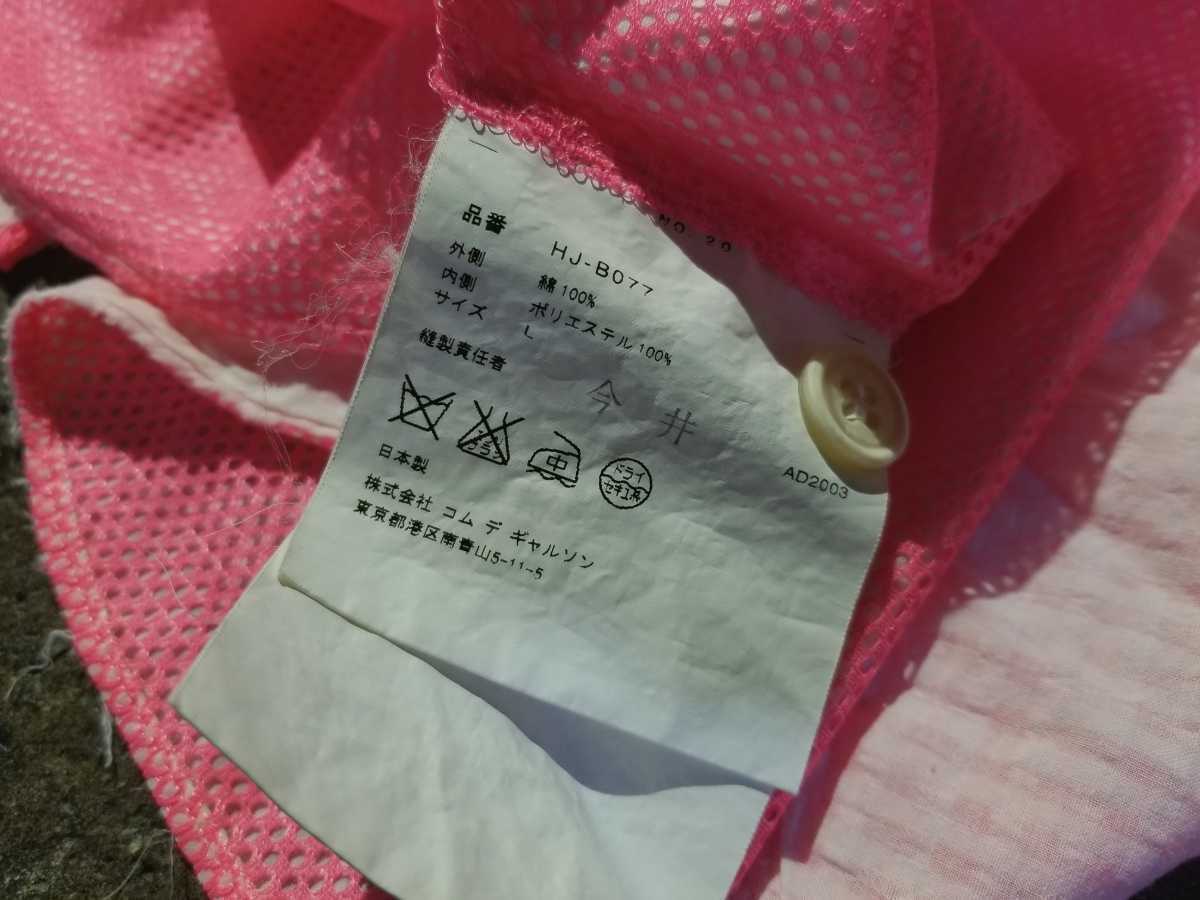 NO. 20
品番 HJ-B077
外側 綿100%
内側 ポリエステル100%
サイズ L
縫製責任者 今井
中
ドライ
セキユ系
AD2003
日本製
株式会社 コム デ ギャルソン
東京都港区南青山5-11-5